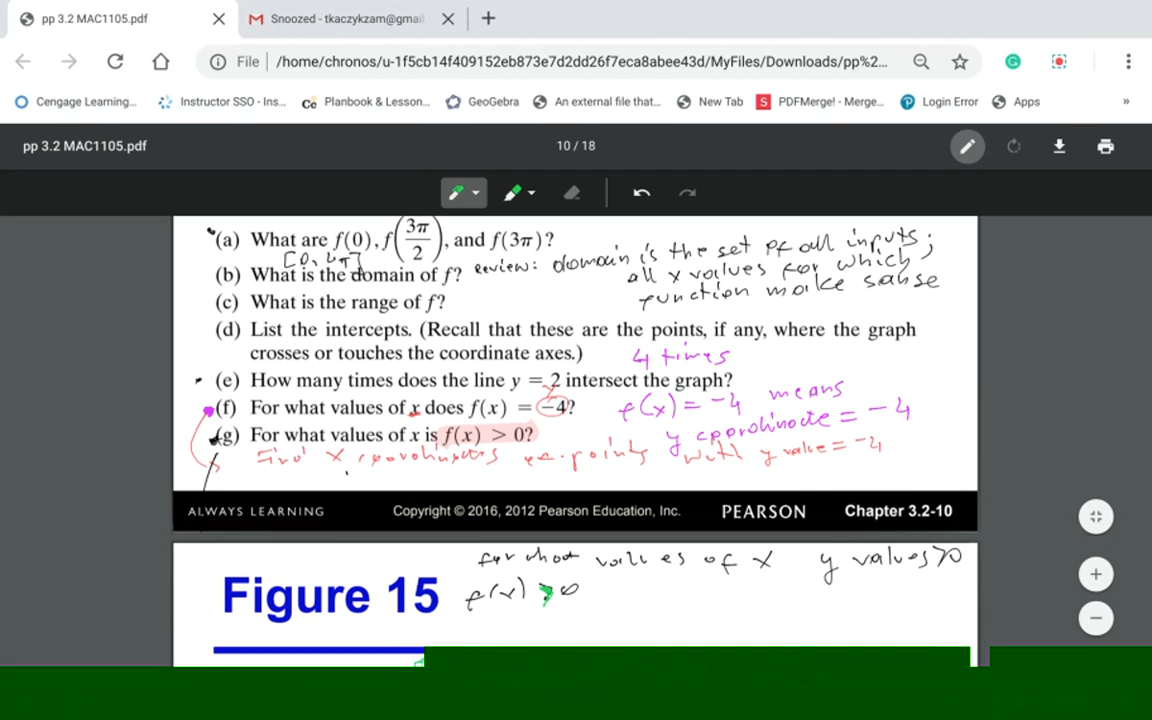 pp 3.2 MAC1105.pdf
Snoozed - tkaczykzam@gmail
File /home/chronos/u-1f5cb14f409152eb873e7d2dd26f7eca8abee43d/MyFiles/Downloads/pp%2...
Cengage Learning... Instructor SSO - Ins... Planbook & Lesson... GeoGebra An external file that... New Tab PDFMerge! - Merge... Login Error Apps »
pp 3.2 MAC1105.pdf 10 / 18
(a) What are f(0), f(3π/2), and f(3π)?
[0, 4π]
(b) What is the domain of f? review: domain is the set of all inputs;
all x values for which
function make sanse
(c) What is the range of f?
(d) List the intercepts. (Recall that these are the points, if any, where the graph
crosses or touches the coordinate axes.) 4 times
(e) How many times does the line y = 2 intersect the graph?
(f) For what values of x does f(x) = −4? f(x) = −4 means
y coordinate = −4
(g) For what values of x is f(x) > 0?
Find x coordinates points with y value = −4
ALWAYS LEARNING Copyright © 2016, 2012 Pearson Education, Inc. PEARSON Chapter 3.2-10
for what values of x y values > 0
Figure 15 f(x) > 0